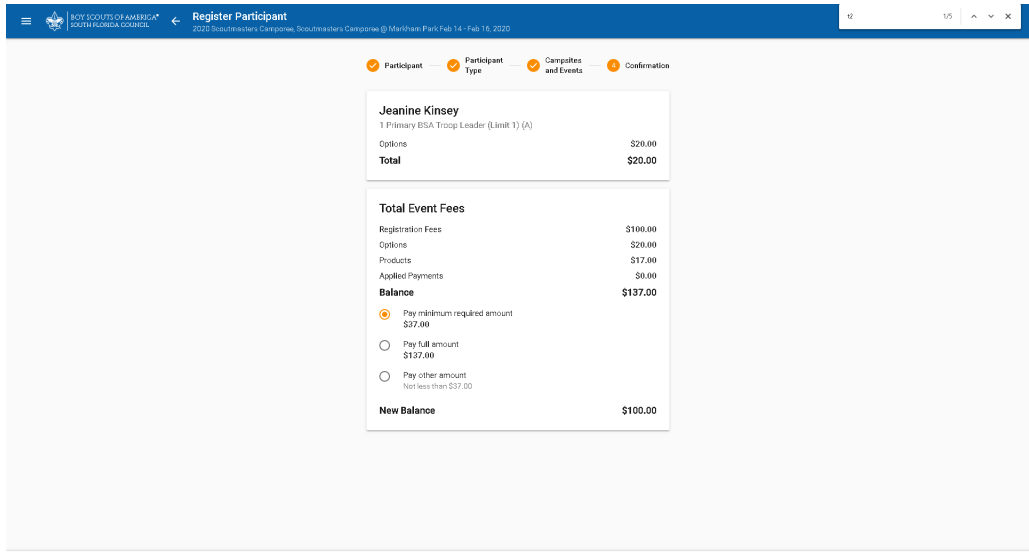 BOY SCOUTS OF AMERICA®
SOUTH FLORIDA COUNCIL
Register Participant
2020 Scoutmasters Camporee, Scoutmasters Camporee @ Markham Park Feb 14 - Feb 16, 2020
t2
1/5
Participant
Participant
Type
Campsites
and Events
4
Confirmation
Jeanine Kinsey
1 Primary BSA Troop Leader (Limit 1) (A)
Options $20.00
Total $20.00
Total Event Fees
Registration Fees $100.00
Options $20.00
Products $17.00
Applied Payments $0.00
Balance $137.00
Pay minimum required amount
$37.00
Pay full amount
$137.00
Pay other amount
Not less than $37.00
New Balance $100.00